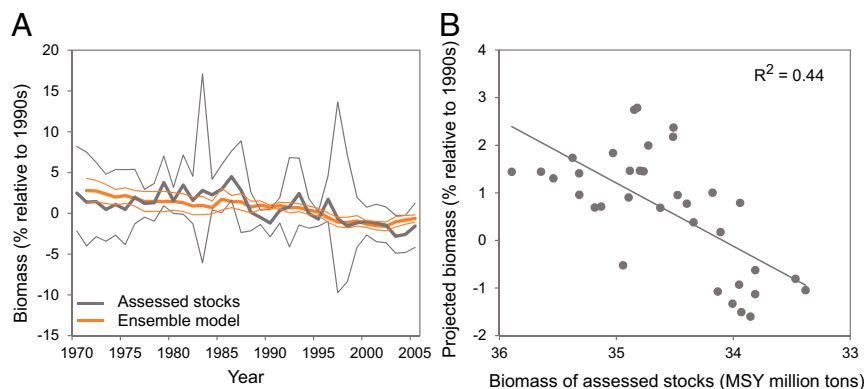 A
Biomass (% relative to 1990s)
20
15
10
5
0
-5
-10
-15
Assessed stocks
Ensemble model
1970 1975 1980 1985 1990 1995 2000 2005
Year
B
Projected biomass (% relative to 1990s)
4
3
2
1
0
-1
-2
R² = 0.44
36 35 34 33
Biomass of assessed stocks (MSY million tons)